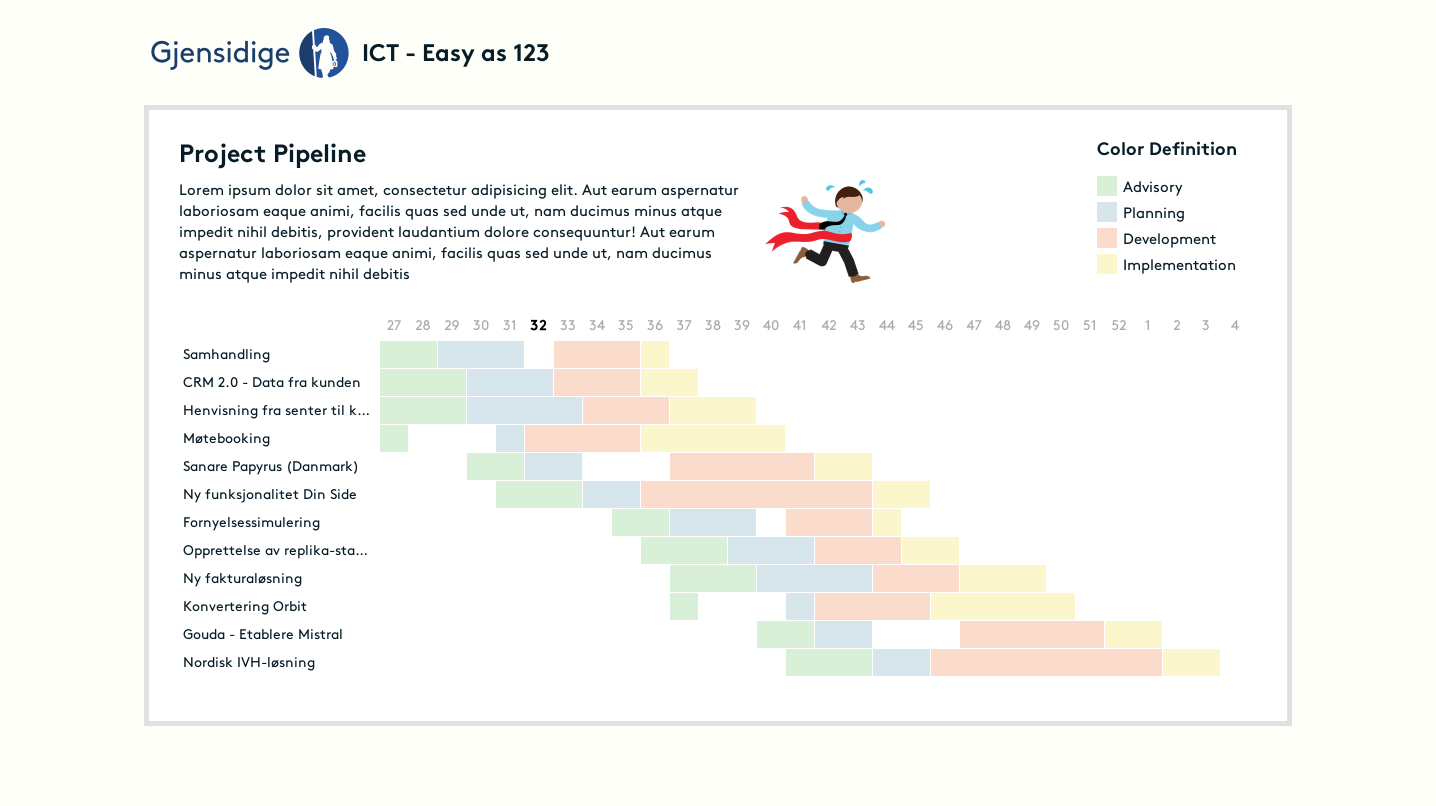 Gjensidige ICT - Easy as 123
Project Pipeline
Lorem ipsum dolor sit amet, consectetur adipisicing elit. Aut earum aspernatur
laboriosam eaque animi, facilis quas sed unde ut, nam ducimus minus atque
impedit nihil debitis, provident laudantium dolore consequuntur! Aut earum
aspernatur laboriosam eaque animi, facilis quas sed unde ut, nam ducimus
minus atque impedit nihil debitis
Color Definition
Advisory
Planning
Development
Implementation
27 28 29 30 31 32 33 34 35 36 37 38 39 40 41 42 43 44 45 46 47 48 49 50 51 52 1 2 3 4
Samhandling
CRM 2.0 - Data fra kunden
Henvisning fra senter til k...
Møtebooking
Sanare Papyrus (Danmark)
Ny funksjonalitet Din Side
Fornyelsessimulering
Opprettelse av replika-sta...
Ny fakturaløsning
Konvertering Orbit
Gouda - Etablere Mistral
Nordisk IVH-løsning